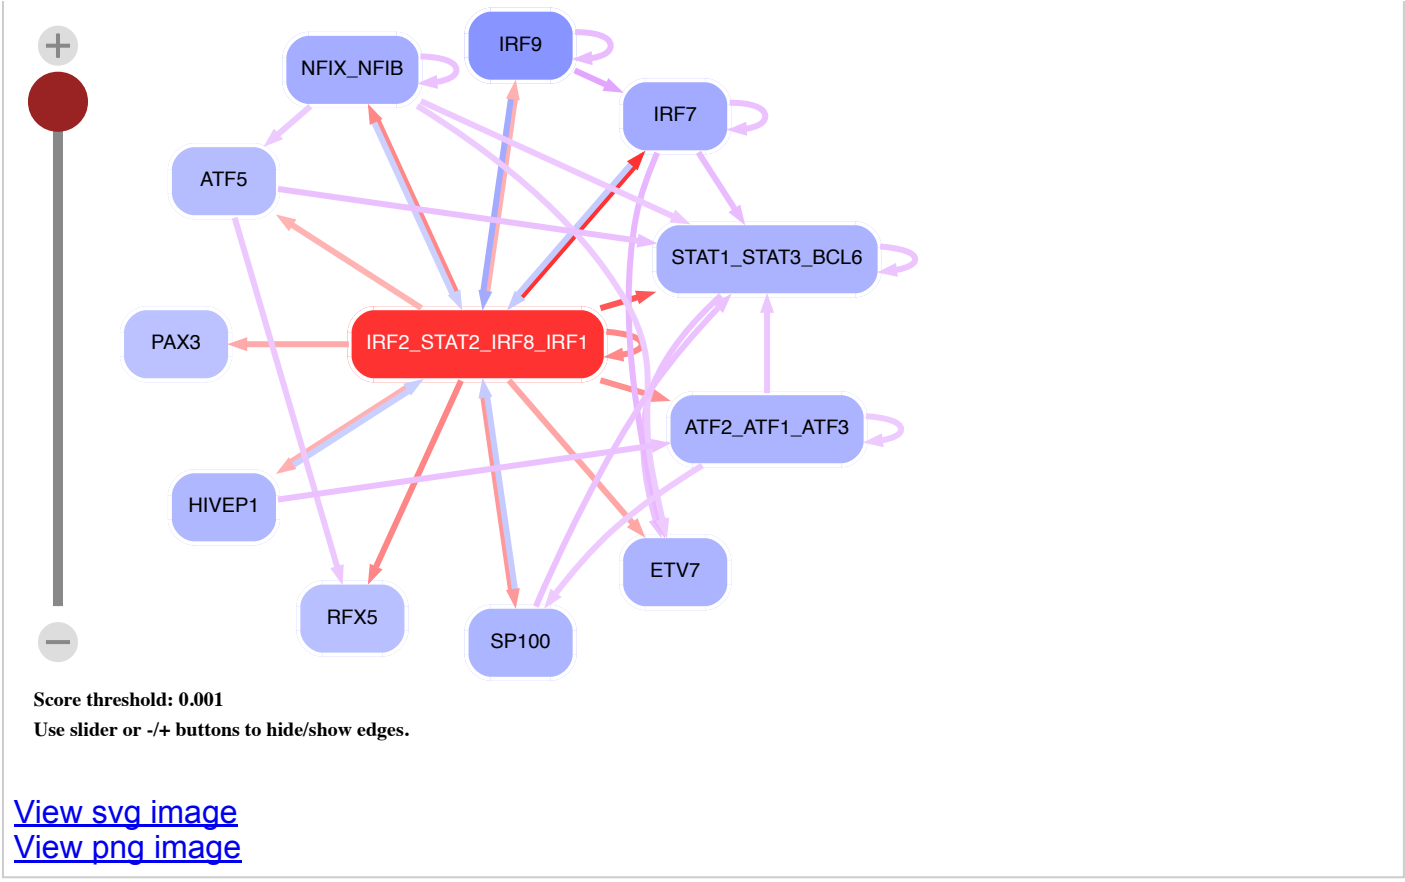 IRF9
NFIX_NFIB
IRF7
ATF5
STAT1_STAT3_BCL6
PAX3
IRF2_STAT2_IRF8_IRF1
ATF2_ATF1_ATF3
HIVEP1
ETV7
RFX5
SP100
Score threshold: 0.001
Use slider or -/+ buttons to hide/show edges.
View svg image
View png image